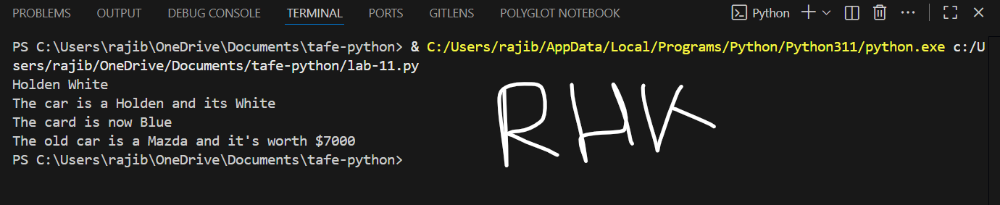 PROBLEMS OUTPUT DEBUG CONSOLE TERMINAL PORTS GITLENS POLYGLOT NOTEBOOK Python
PS C:\Users\rajib\OneDrive\Documents\tafe-python> & C:/Users/rajib/AppData/Local/Programs/Python/Python311/python.exe c:/U
sers/rajib/OneDrive/Documents/tafe-python/lab-11.py
Holden White
The car is a Holden and its White
The card is now Blue
The old car is a Mazda and it's worth $7000
PS C:\Users\rajib\OneDrive\Documents\tafe-python>
RHK